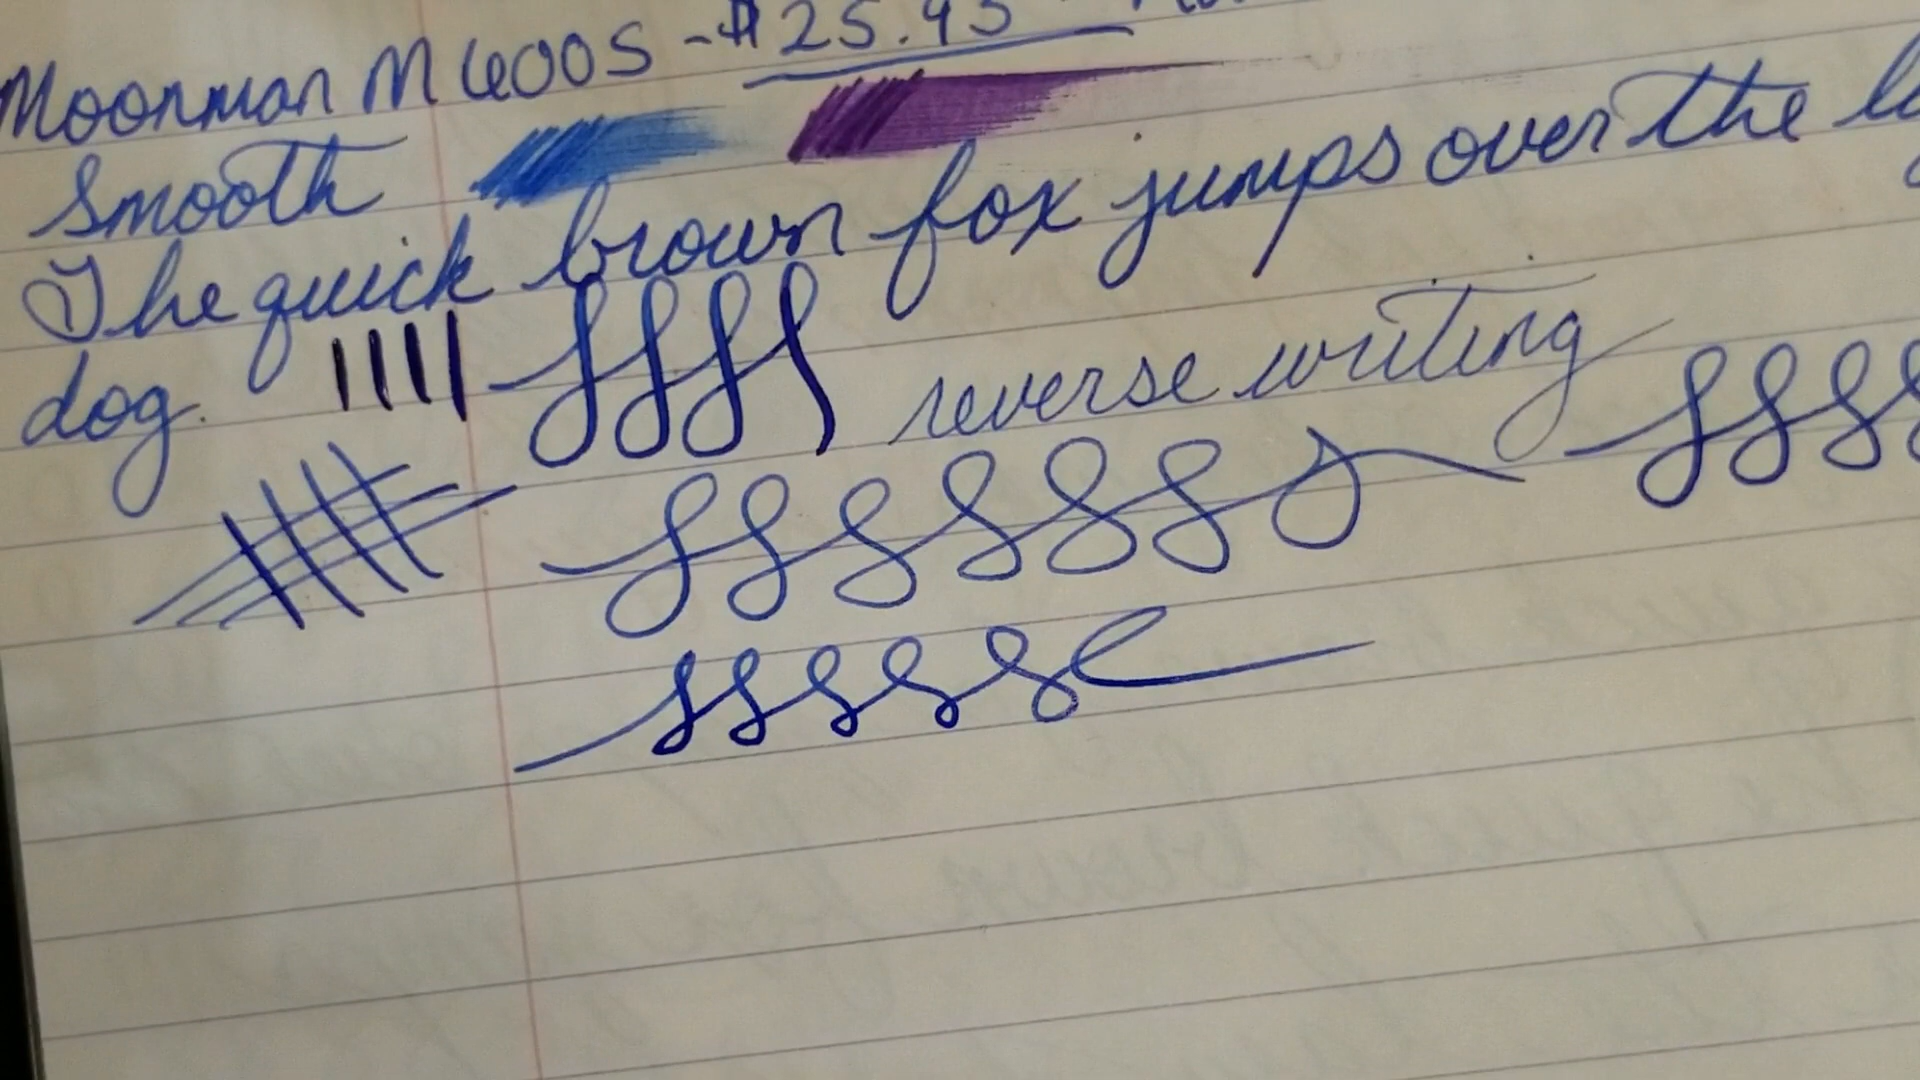 Moonman M600S - $25.95
Smooth
The quick brown fox jumps over the
dog.
reverse writing